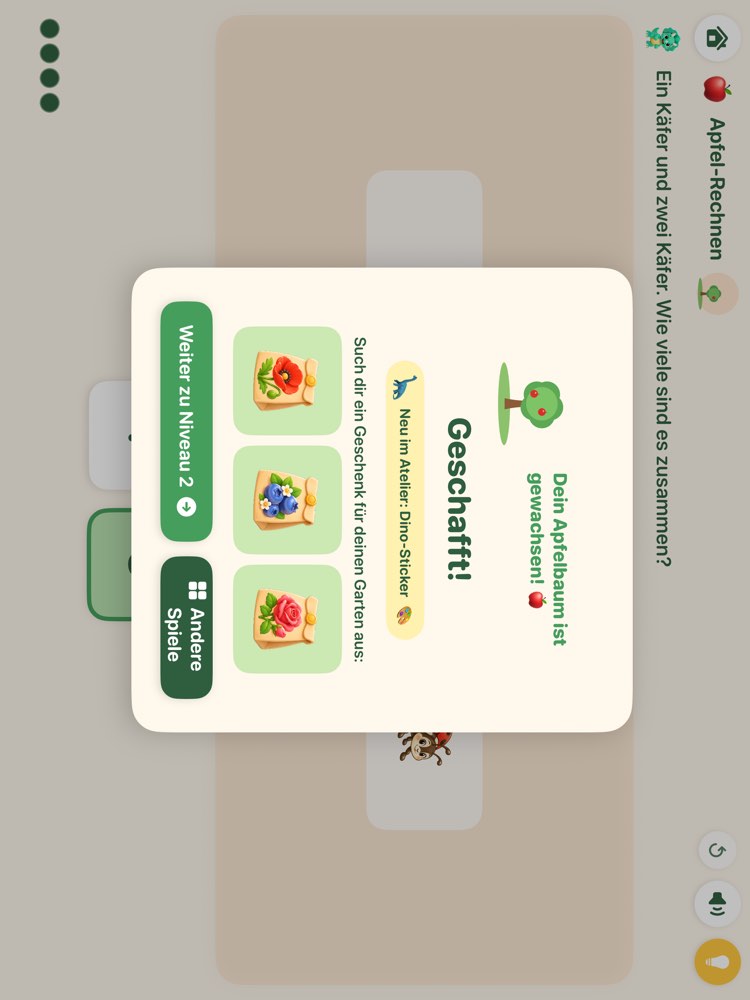 Apfel-Rechnen
Ein Käfer und zwei Käfer. Wie viele sind es zusammen?
Dein Apfelbaum ist
gewachsen!
Geschafft!
Neu im Atelier: Dino-Sticker
Such dir ein Geschenk für deinen Garten aus:
Weiter zu Niveau 2
Andere
Spiele